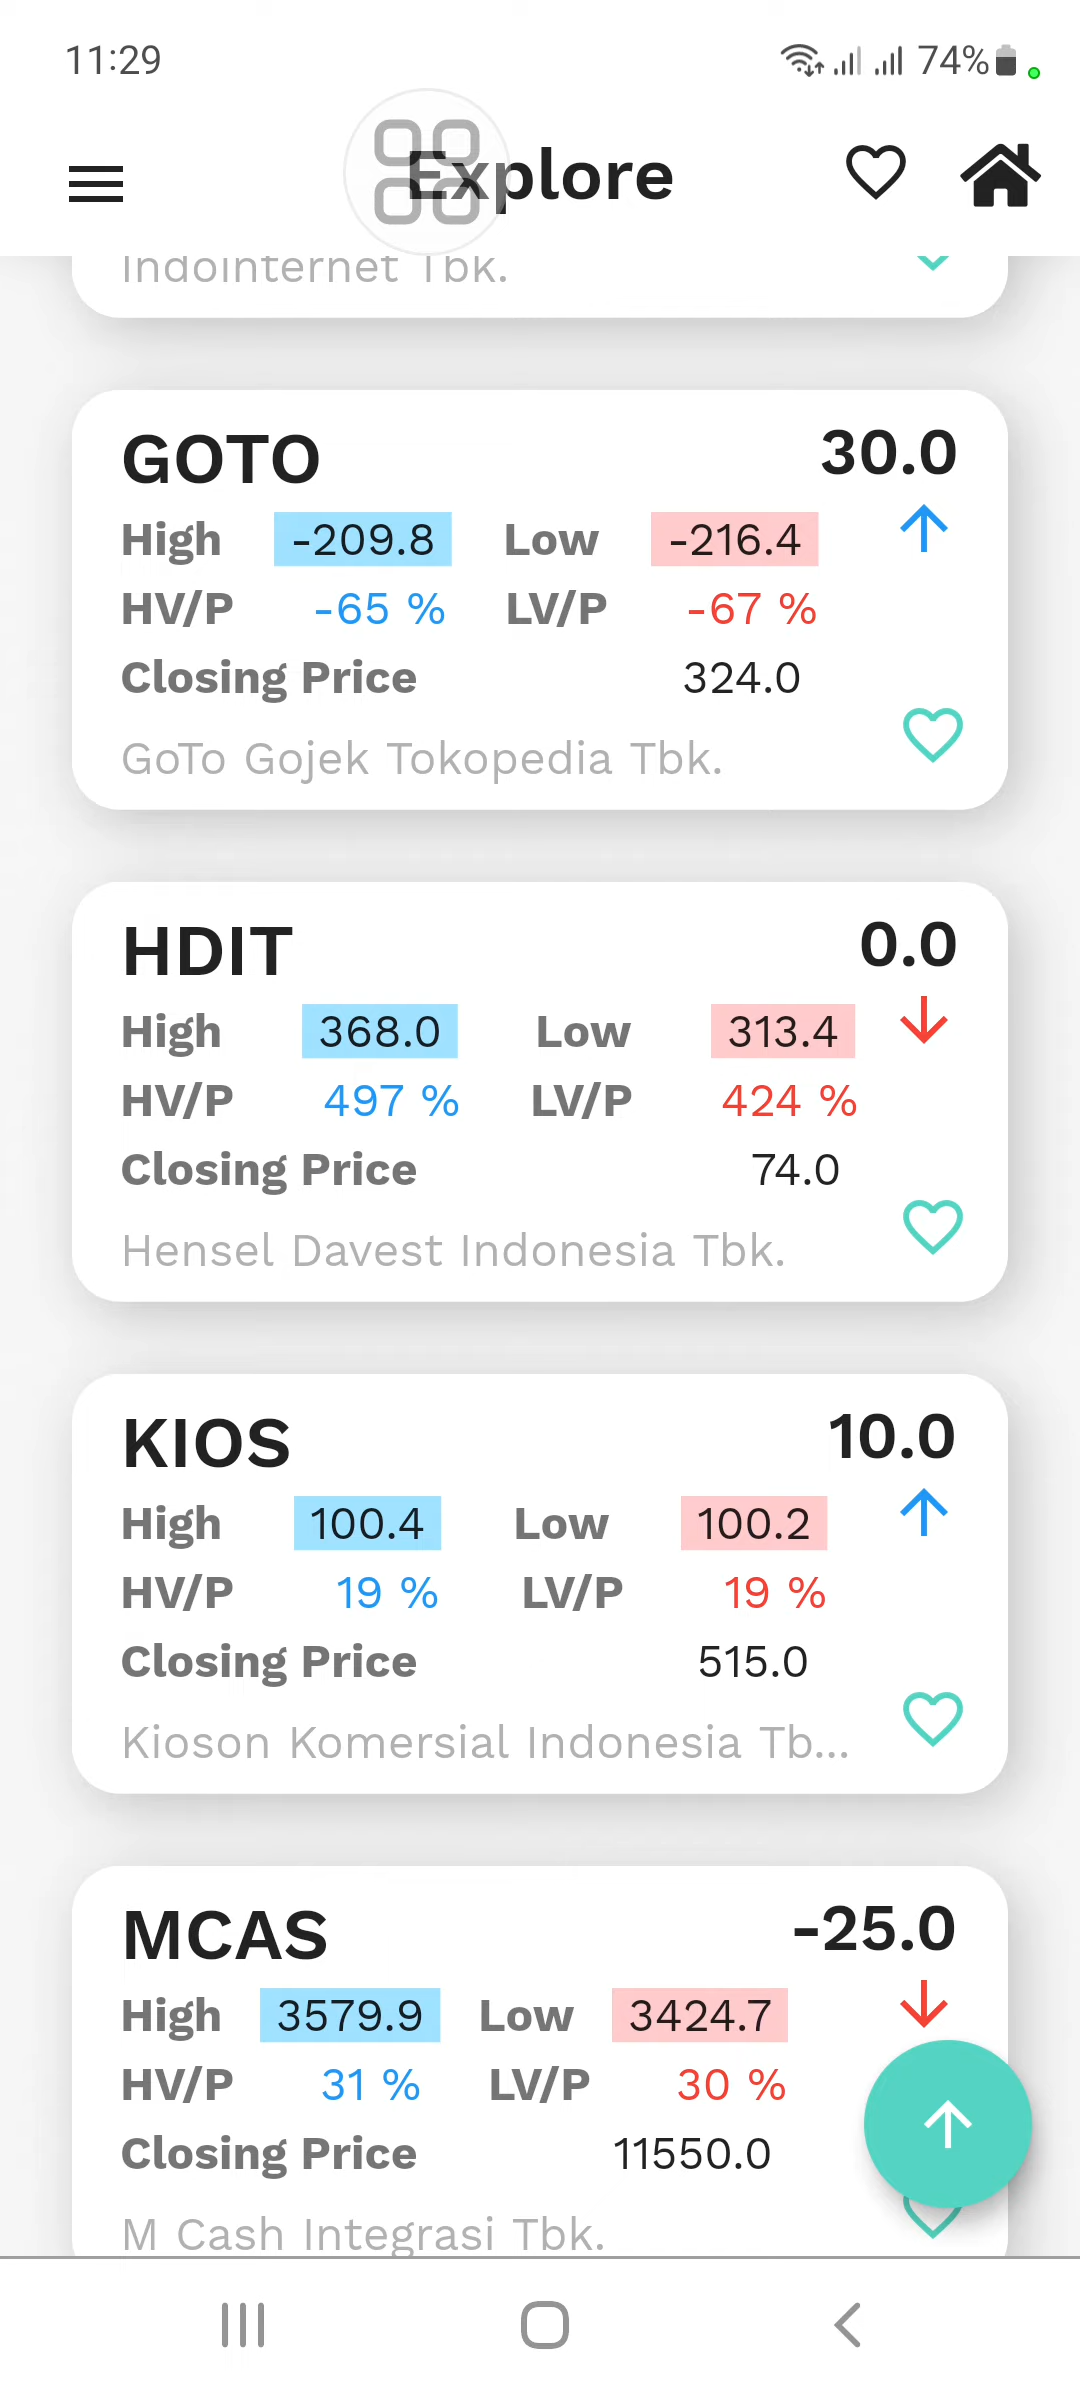 11:29 74%
Explore
Indointernet Tbk.
GOTO 30.0
High -209.8 Low -216.4
HV/P -65 % LV/P -67 %
Closing Price 324.0
GoTo Gojek Tokopedia Tbk.
HDIT 0.0
High 368.0 Low 313.4
HV/P 497 % LV/P 424 %
Closing Price 74.0
Hensel Davest Indonesia Tbk.
KIOS 10.0
High 100.4 Low 100.2
HV/P 19 % LV/P 19 %
Closing Price 515.0
Kioson Komersial Indonesia Tb...
MCAS -25.0
High 3579.9 Low 3424.7
HV/P 31 % LV/P 30 %
Closing Price 11550.0
M Cash Integrasi Tbk.